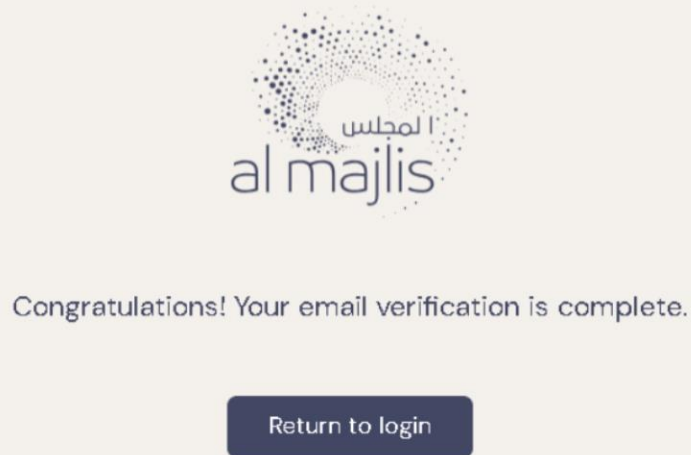 المجلس
al majlis
Congratulations! Your email verification is complete.
Return to login